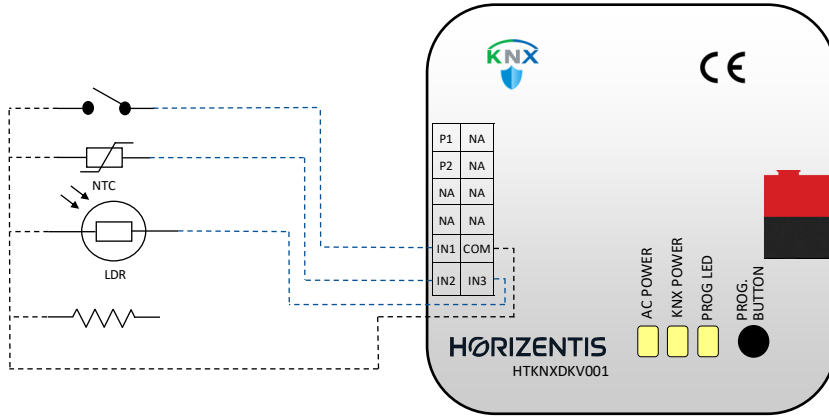 KNX
CE
NTC
LDR
P1 NA
P2 NA
NA NA
NA NA
IN1 COM
IN2 IN3
AC POWER
KNX POWER
PROG LED
PROG.
BUTTON
HORIZENTIS
HTKNXDKV001